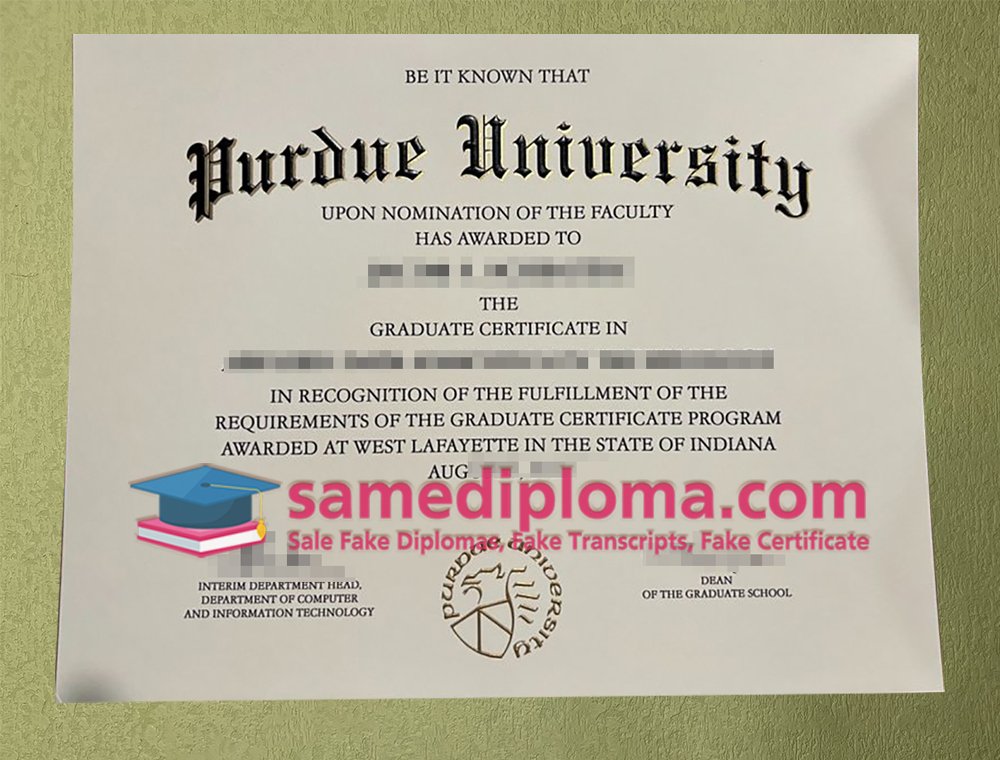 BE IT KNOWN THAT
Purdue University
UPON NOMINATION OF THE FACULTY
HAS AWARDED TO
THE
GRADUATE CERTIFICATE IN
IN RECOGNITION OF THE FULFILLMENT OF THE
REQUIREMENTS OF THE GRADUATE CERTIFICATE PROGRAM
AWARDED AT WEST LAFAYETTE IN THE STATE OF INDIANA
AUG
samediploma.com
Sale Fake Diplomas, Fake Transcripts, Fake Certificate
INTERIM DEPARTMENT HEAD,
DEPARTMENT OF COMPUTER
AND INFORMATION TECHNOLOGY
purdue university
DEAN
OF THE GRADUATE SCHOOL